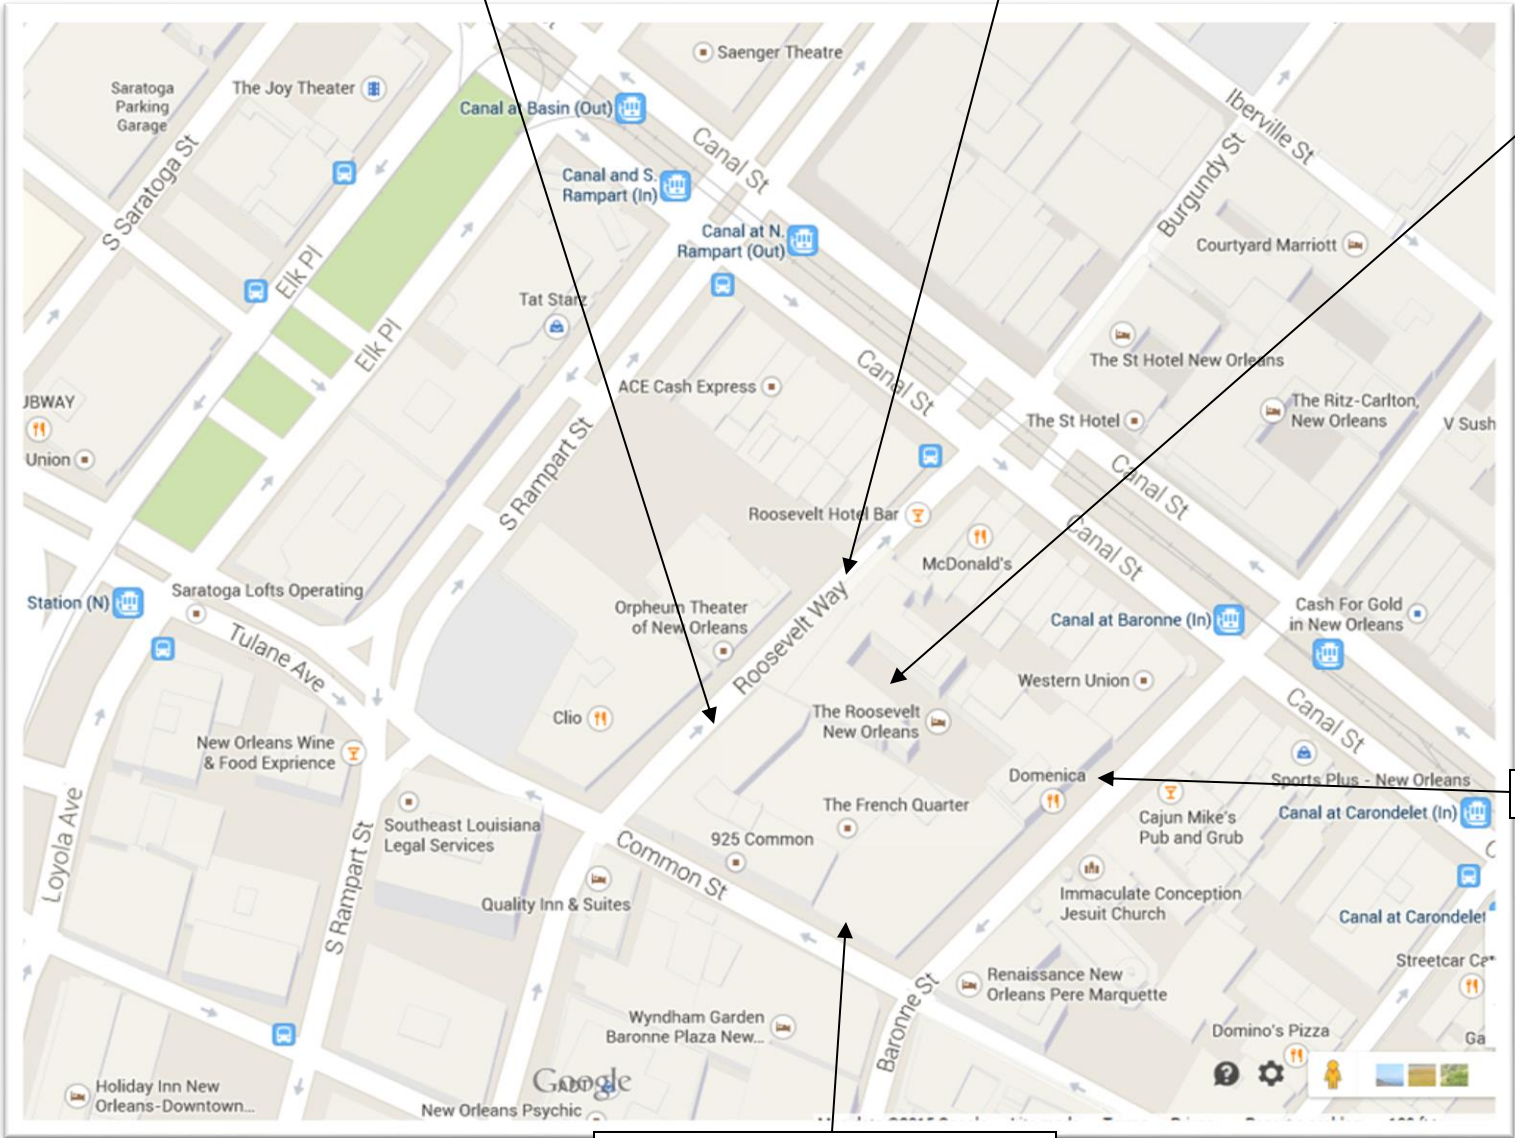 Saenger Theatre
Saratoga
Parking
Garage
The Joy Theater
Canal at Basin (Out)
Iberville St
Canal St
Burgundy St
S Saratoga St
Canal and S.
Rampart (In)
Canal at N.
Rampart (Out)
Courtyard Marriott
Elk Pl
Tat Starz
Elk Pl
The St Hotel New Orleans
ACE Cash Express
Canal St
The Ritz-Carlton,
New Orleans
The St Hotel
V Sush
JBWAY
Union
S Rampart St
Canal St
Roosevelt Hotel Bar
McDonald's
Canal St
Station (N)
Saratoga Lofts Operating
Orpheum Theater
of New Orleans
Roosevelt Way
Canal at Baronne (In)
Cash For Gold
in New Orleans
Tulane Ave
Western Union
Clio
The Roosevelt
New Orleans
Canal St
New Orleans Wine
& Food Exprience
Domenica
Sports Plus - New Orleans
Loyola Ave
Southeast Louisiana
Legal Services
The French Quarter
925 Common
Cajun Mike's
Pub and Grub
Canal at Carondelet (In)
S Rampart St
Common St
Quality Inn & Suites
Immaculate Conception
Jesuit Church
Canal at Carondelet
Streetcar Ca
Renaissance New
Orleans Pere Marquette
Baronne St
Wyndham Garden
Baronne Plaza New...
Domino's Pizza
Ga
Holiday Inn New
Orleans-Downtown...
Google
New Orleans Psychic